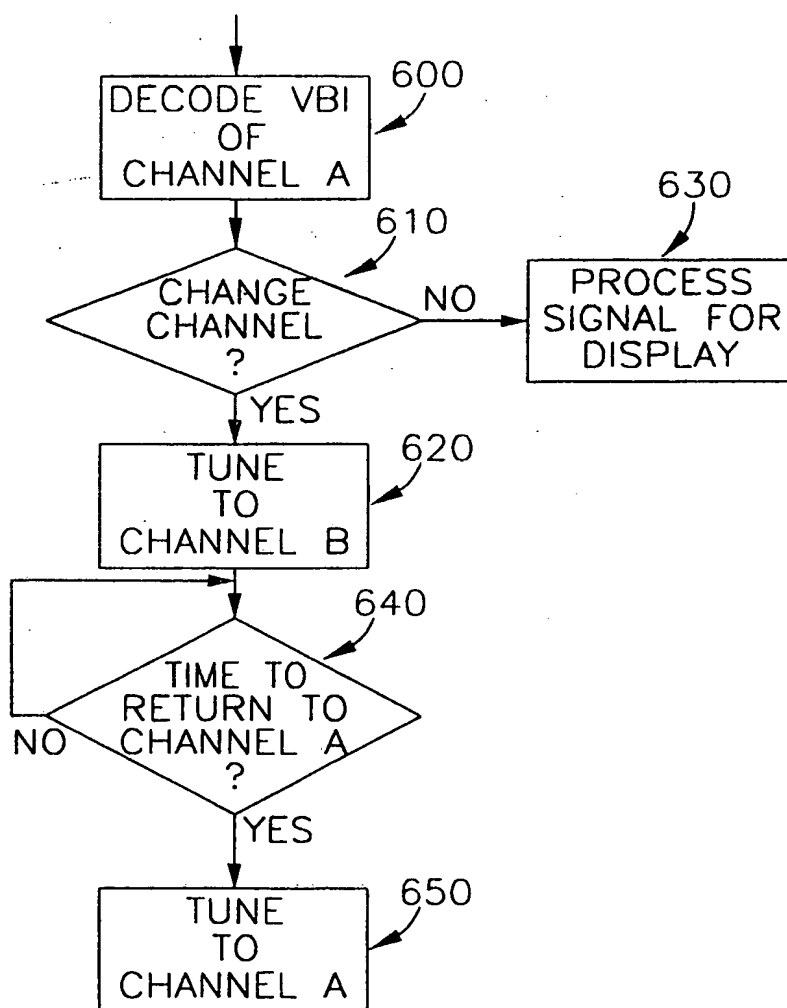 600
DECODE VBI
OF
CHANNEL A
610
CHANGE
CHANNEL
?
NO
630
PROCESS
SIGNAL FOR
DISPLAY
YES
620
TUNE
TO
CHANNEL B
640
TIME TO
RETURN TO
CHANNEL A
?
NO
YES
650
TUNE
TO
CHANNEL A